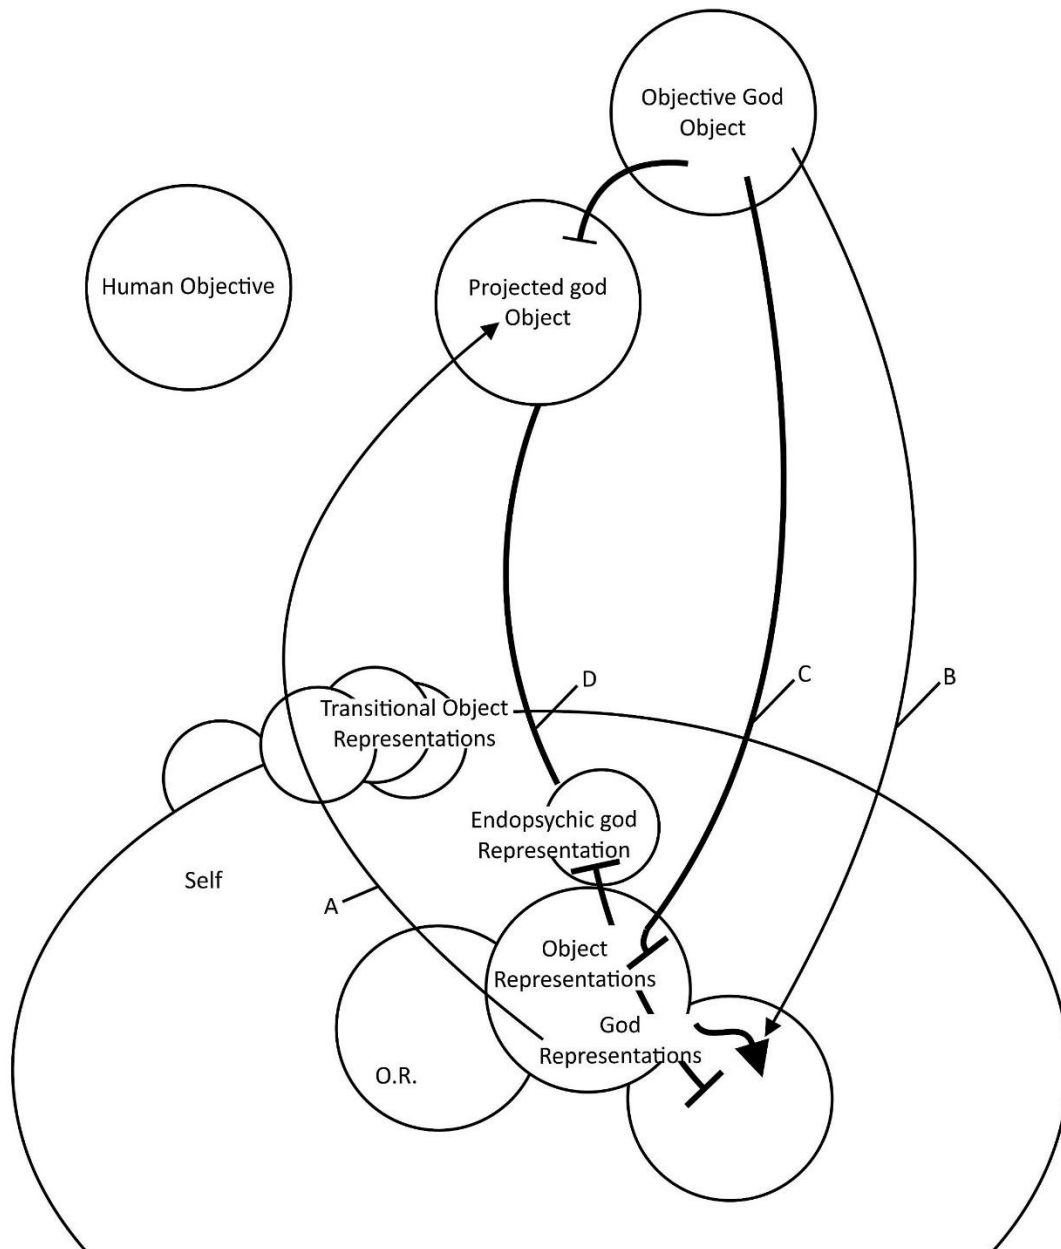 Objective God
Object
Human Objective
Projected god
Object
D
C
B
Transitional Object
Representations
Endopsychic god
Representation
Self
A
Object
Representations
God
Representations
O.R.